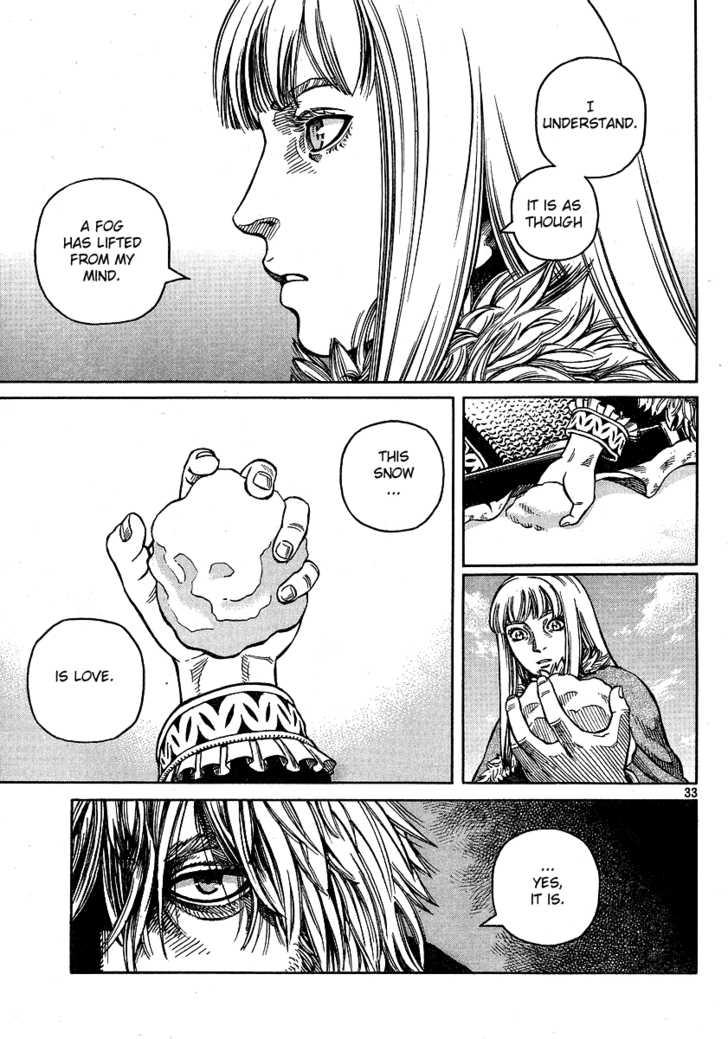 I
UNDERSTAND.
IT IS AS
THOUGH
A FOG
HAS LIFTED
FROM MY
MIND.
THIS
SNOW
...
IS LOVE.
33
...
YES,
IT IS.